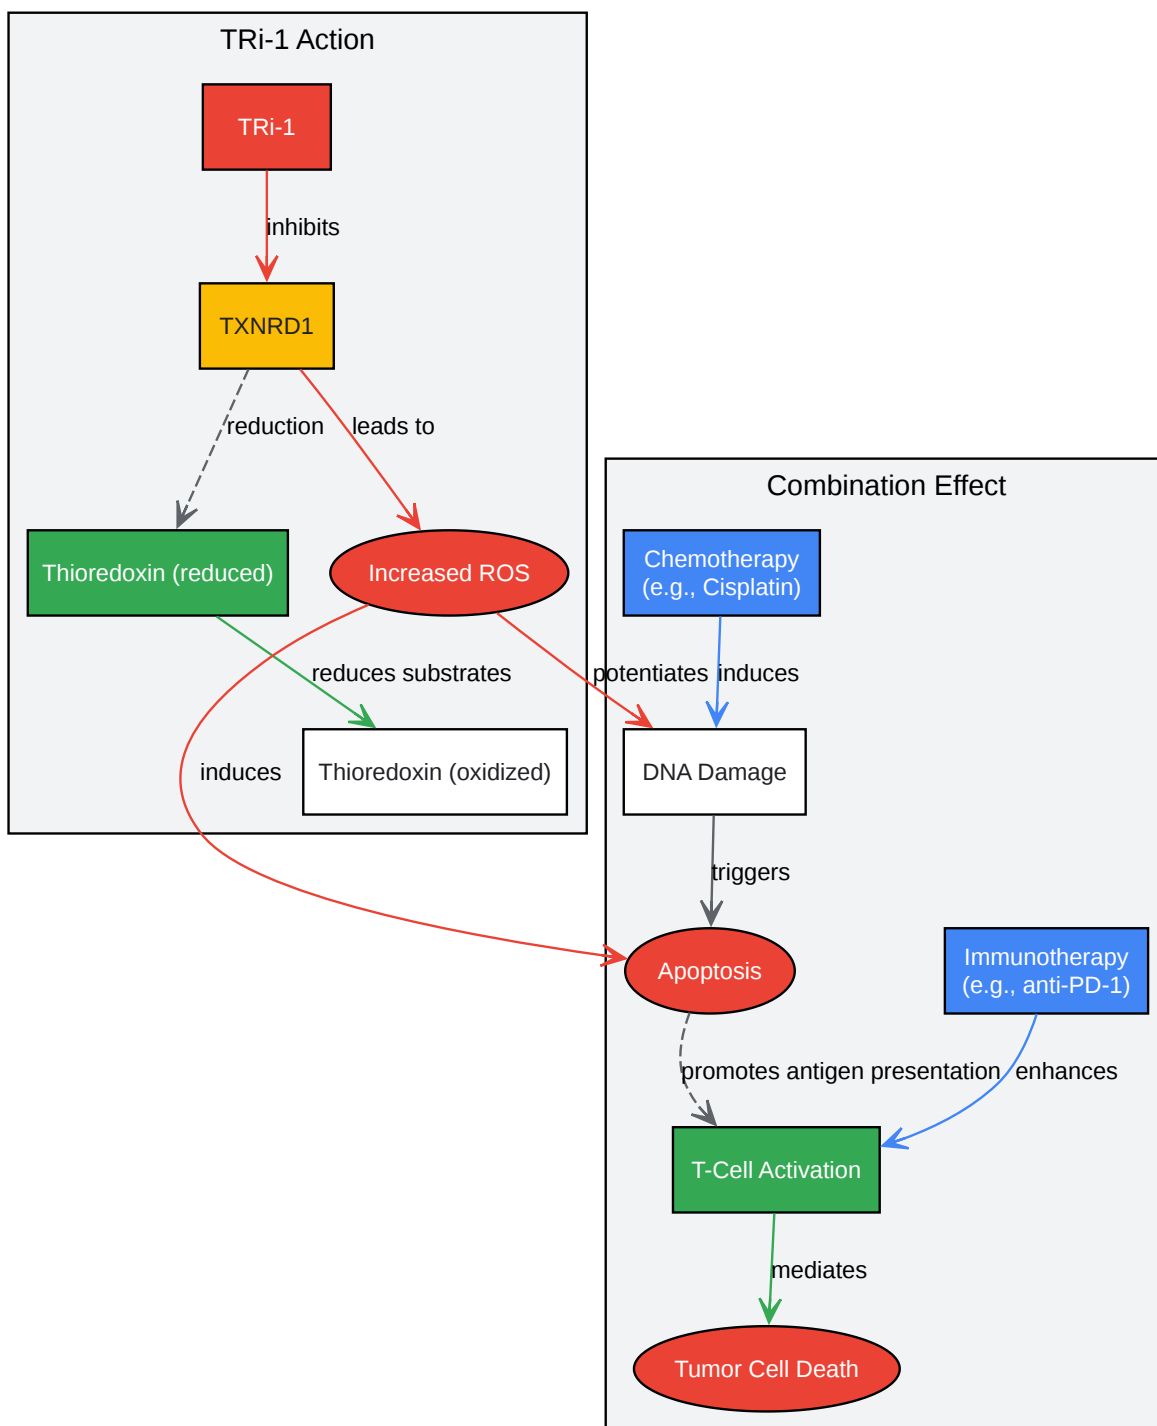 TRi-1 Action
TRi-1
inhibits
TXNRD1
reduction
leads to
Combination Effect
Thioredoxin (reduced)
Increased ROS
Chemotherapy
(e.g., Cisplatin)
reduces substrates
potentiates
induces
induces
Thioredoxin (oxidized)
DNA Damage
triggers
Apoptosis
Immunotherapy
(e.g., anti-PD-1)
promotes antigen presentation
enhances
T-Cell Activation
mediates
Tumor Cell Death